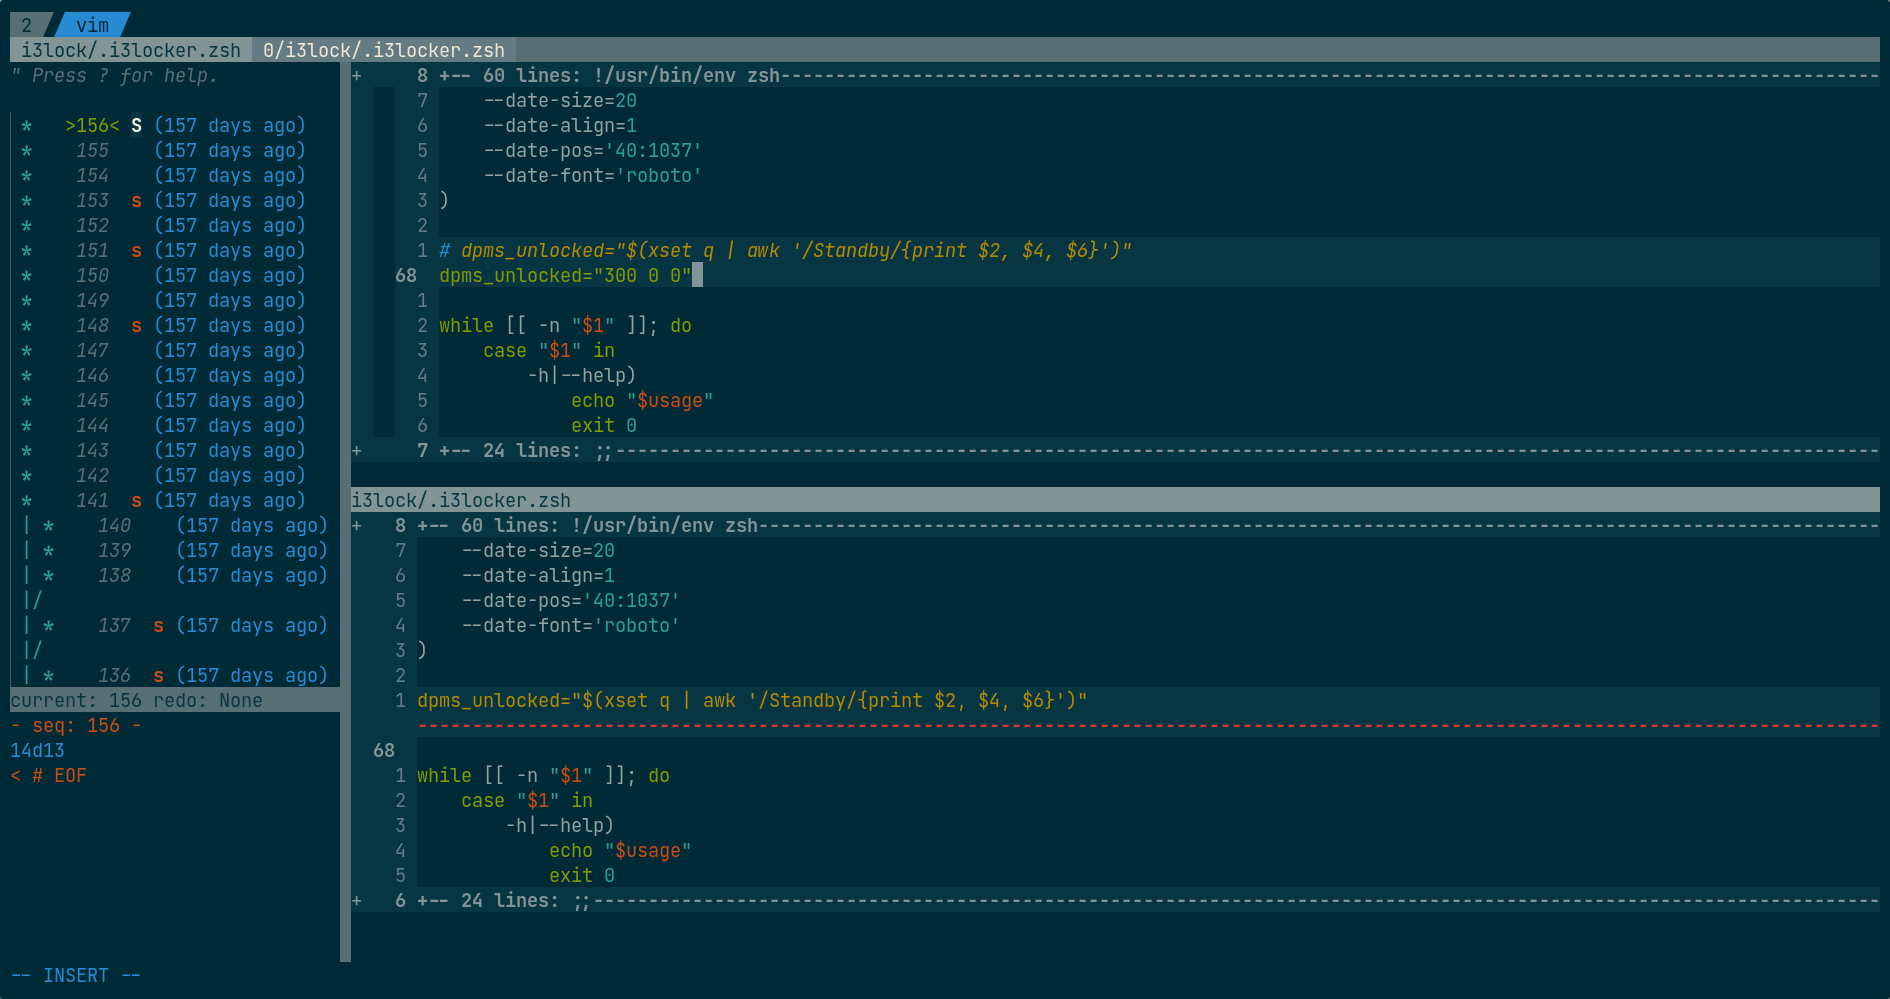 2 vim
i3lock/.i3locker.zsh 0/i3lock/.i3locker.zsh
" Press ? for help.
* >156< S (157 days ago)
* 155 (157 days ago)
* 154 (157 days ago)
* 153 s (157 days ago)
* 152 (157 days ago)
* 151 s (157 days ago)
* 150 (157 days ago)
* 149 (157 days ago)
* 148 s (157 days ago)
* 147 (157 days ago)
* 146 (157 days ago)
* 145 (157 days ago)
* 144 (157 days ago)
* 143 (157 days ago)
* 142 (157 days ago)
* 141 s (157 days ago)
| * 140 (157 days ago)
| * 139 (157 days ago)
| * 138 (157 days ago)
|/
| * 137 s (157 days ago)
|/
| * 136 s (157 days ago)
current: 156 redo: None
- seq: 156 -
14d13
< # EOF
+ 8 +-- 60 lines: !/usr/bin/env zsh----------------------------------------------------------------------------------------------------
7     --date-size=20
6     --date-align=1
5     --date-pos='40:1037'
4     --date-font='roboto'
3 )
2
1 # dpms_unlocked="$(xset q | awk '/Standby/{print $2, $4, $6}')"
68 dpms_unlocked="300 0 0"
1
2 while [[ -n "$1" ]]; do
3     case "$1" in
4         -h|--help)
5             echo "$usage"
6             exit 0
+ 7 +-- 24 lines: ;;-------------------------------------------------------------------------------------------------------------------
i3lock/.i3locker.zsh
+ 8 +-- 60 lines: !/usr/bin/env zsh------------------------------------------------------------------------------------------------------
7     --date-size=20
6     --date-align=1
5     --date-pos='40:1037'
4     --date-font='roboto'
3 )
2
1 dpms_unlocked="$(xset q | awk '/Standby/{print $2, $4, $6}')"
-------------------------------------------------------------------------------------------------------------------------------------
68
1 while [[ -n "$1" ]]; do
2     case "$1" in
3         -h|--help)
4             echo "$usage"
5             exit 0
+ 6 +-- 24 lines: ;;---------------------------------------------------------------------------------------------------------------------
-- INSERT --